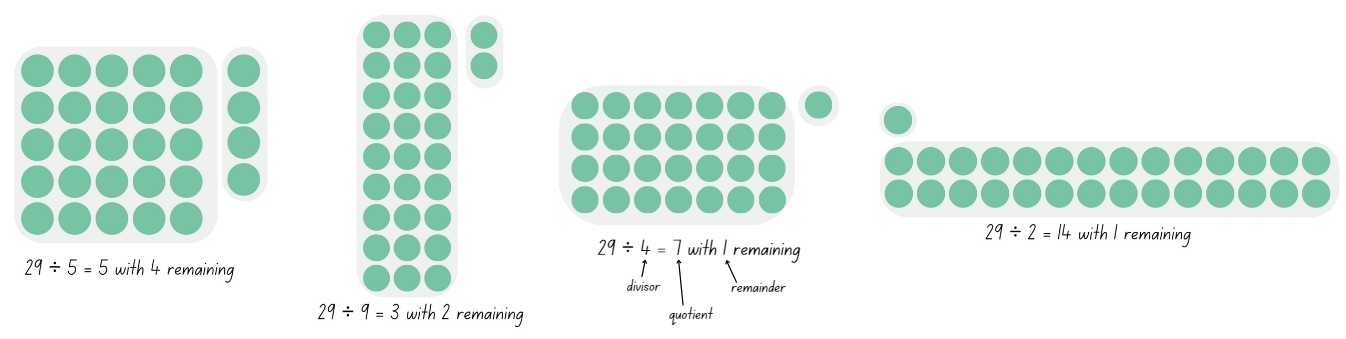 29 ÷ 5 = 5 with 4 remaining
29 ÷ 9 = 3 with 2 remaining
29 ÷ 4 = 7 with 1 remaining
divisor
quotient
remainder
29 ÷ 2 = 14 with 1 remaining